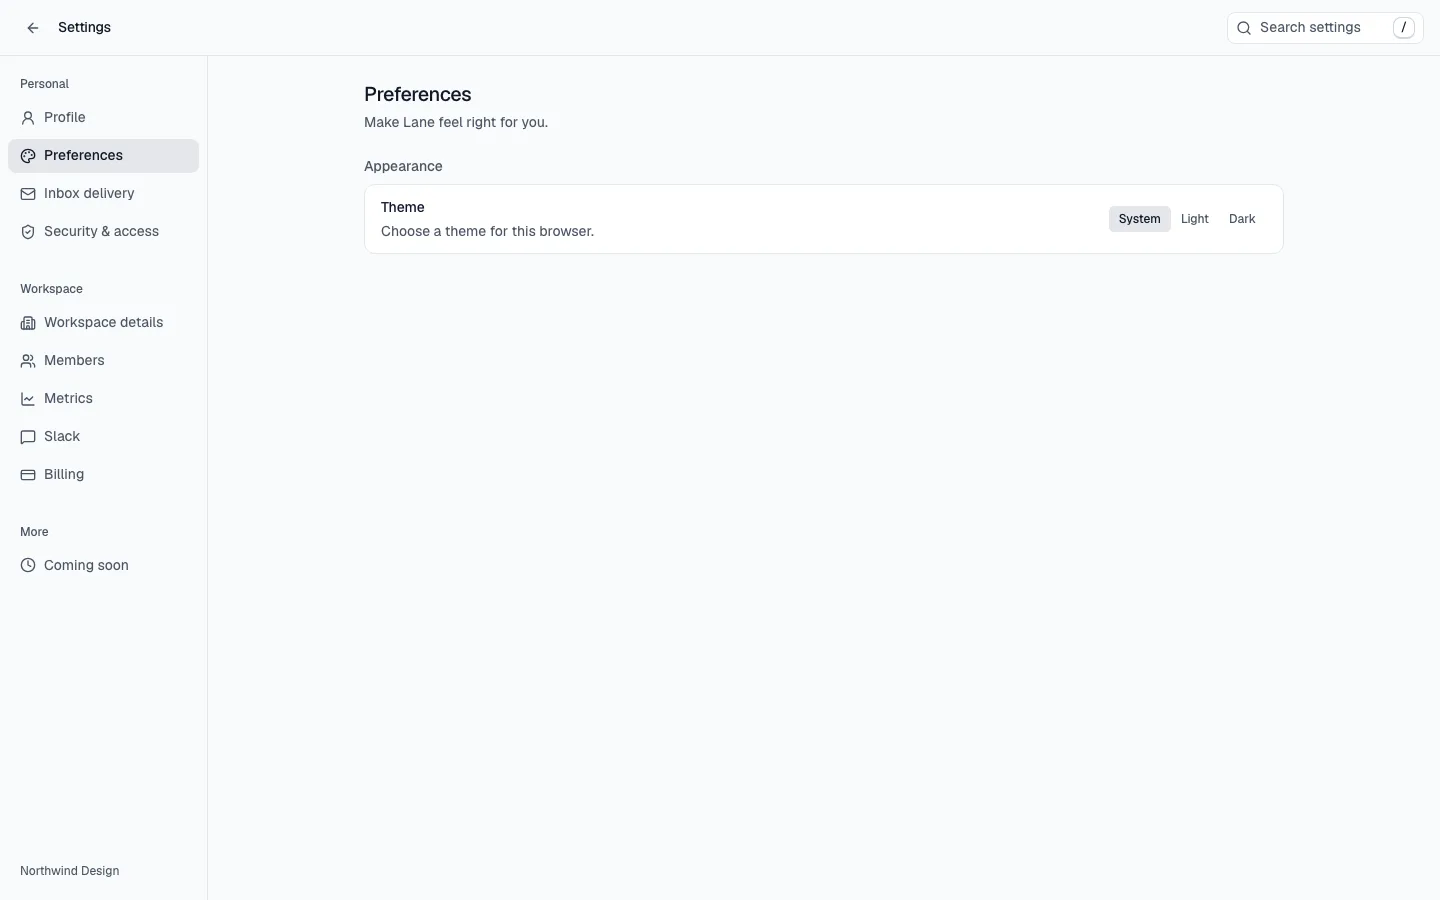 Settings
Search settings /
Personal
Profile
Preferences
Inbox delivery
Security & access
Workspace
Workspace details
Members
Metrics
Slack
Billing
More
Coming soon
Northwind Design
Preferences
Make Lane feel right for you.
Appearance
Theme
Choose a theme for this browser.
System Light Dark